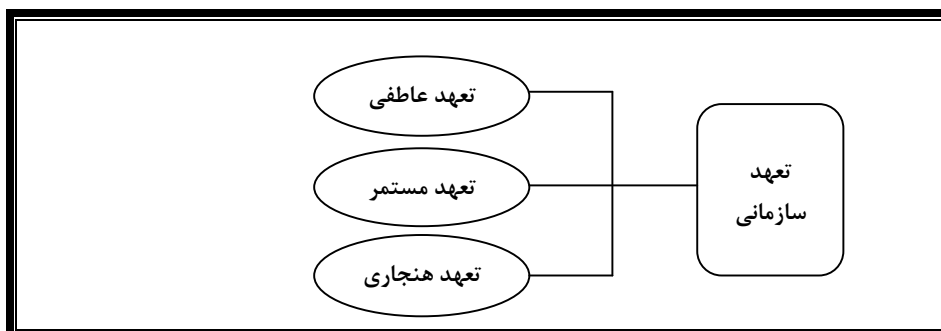 تعهد عاطفی
تعهد مستمر
تعهد هنجاری
تعهد
سازمانی